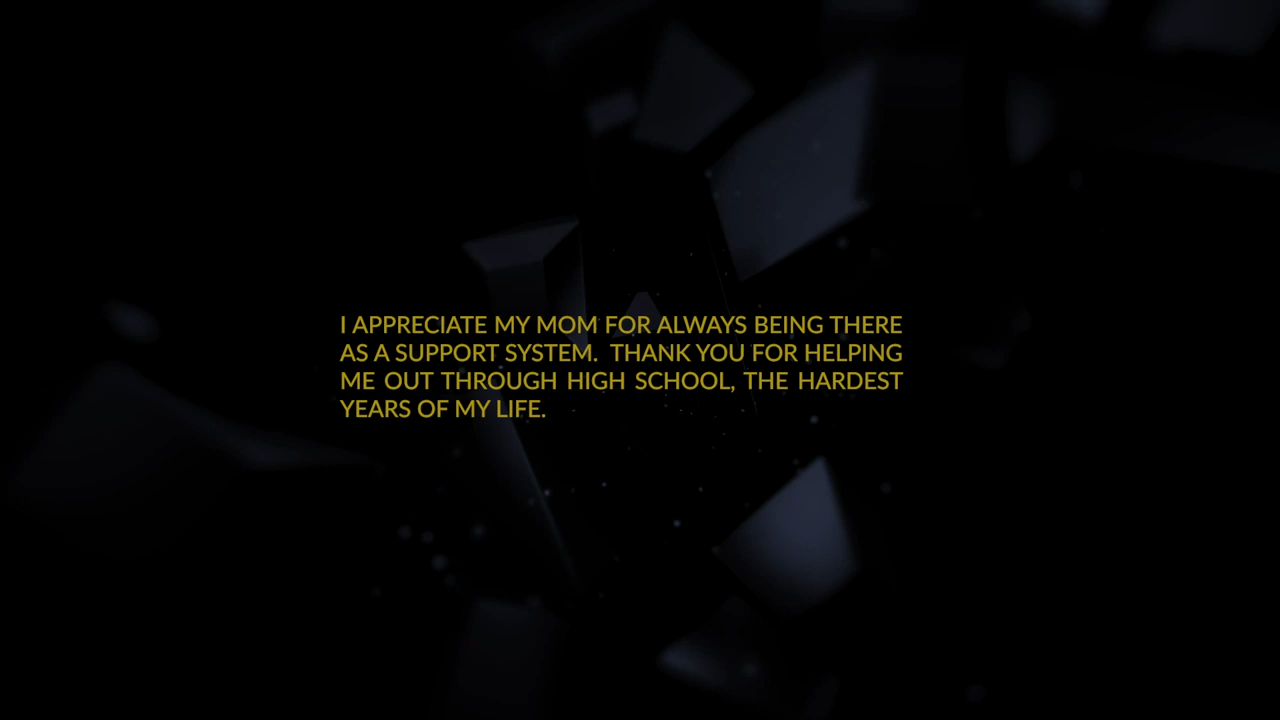 I APPRECIATE MY MOM FOR ALWAYS BEING THERE
AS A SUPPORT SYSTEM.  THANK YOU FOR HELPING
ME OUT THROUGH HIGH SCHOOL, THE HARDEST
YEARS OF MY LIFE.